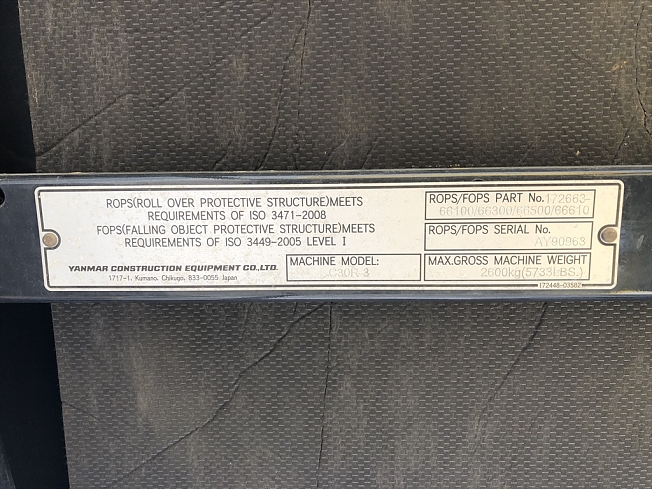 ROPS(ROLL OVER PROTECTIVE STRUCTURE)MEETS
REQUIREMENTS OF ISO 3471-2008
FOPS(FALLING OBJECT PROTECTIVE STRUCTURE)MEETS
REQUIREMENTS OF ISO 3449-2005 LEVEL I
YANMAR CONSTRUCTION EQUIPMENT CO.,LTD.
1717-1, Kumano, Chikugo, 833-0055 Japan
MACHINE MODEL:
C30R-3
ROPS/FOPS PART No.172663-
66100/66300/66500/66610
ROPS/FOPS SERIAL No.
AY90963
MAX.GROSS MACHINE WEIGHT
2600kg(5733LBS.)
172448-03582